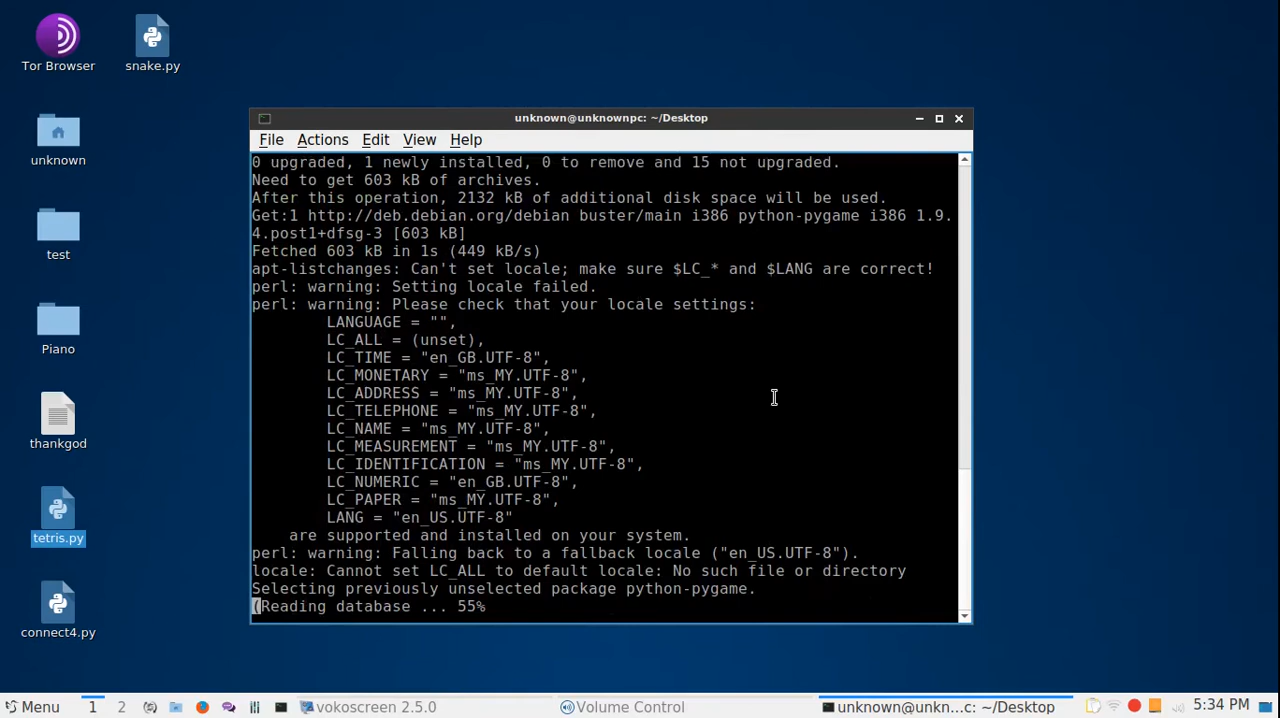 Tor Browser
snake.py
unknown
test
Piano
thankgod
tetris.py
connect4.py
unknown@unknownpc: ~/Desktop
File Actions Edit View Help
0 upgraded, 1 newly installed, 0 to remove and 15 not upgraded.
Need to get 603 kB of archives.
After this operation, 2132 kB of additional disk space will be used.
Get:1 http://deb.debian.org/debian buster/main i386 python-pygame i386 1.9.
4.post1+dfsg-3 [603 kB]
Fetched 603 kB in 1s (449 kB/s)
apt-listchanges: Can't set locale; make sure $LC_* and $LANG are correct!
perl: warning: Setting locale failed.
perl: warning: Please check that your locale settings:
LANGUAGE = "",
LC_ALL = (unset),
LC_TIME = "en_GB.UTF-8",
LC_MONETARY = "ms_MY.UTF-8",
LC_ADDRESS = "ms_MY.UTF-8",
LC_TELEPHONE = "ms_MY.UTF-8",
LC_NAME = "ms_MY.UTF-8",
LC_MEASUREMENT = "ms_MY.UTF-8",
LC_IDENTIFICATION = "ms_MY.UTF-8",
LC_NUMERIC = "en_GB.UTF-8",
LC_PAPER = "ms_MY.UTF-8",
LANG = "en_US.UTF-8"
are supported and installed on your system.
perl: warning: Falling back to a fallback locale ("en_US.UTF-8").
locale: Cannot set LC_ALL to default locale: No such file or directory
Selecting previously unselected package python-pygame.
(Reading database ... 55%
Menu 1 2 vokoscreen 2.5.0 Volume Control unknown@unkn...c: ~/Desktop 5:34 PM